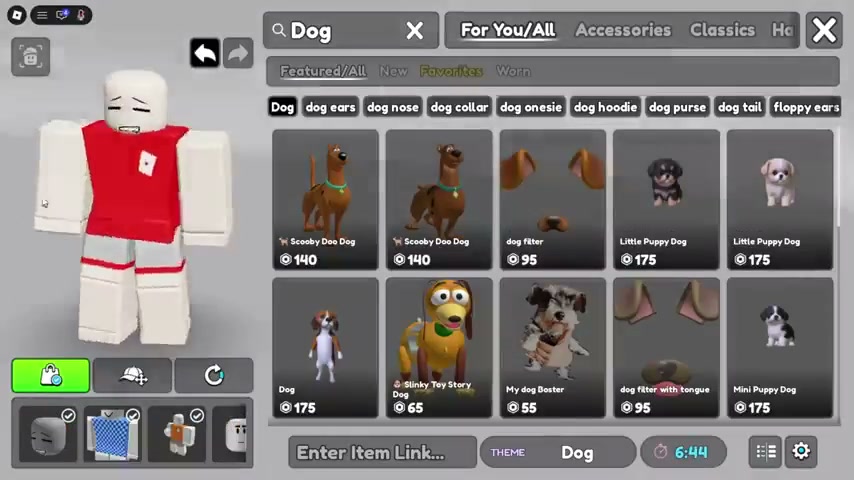 Dog
For You/All Accessories Classics Ha
Featured/All New Favorites Worn
Dog dog ears dog nose dog collar dog onesie dog hoodie dog purse dog tail floppy ears
Scooby Doo Dog
140
Scooby Doo Dog
140
dog filter
95
Little Puppy Dog
175
Little Puppy Dog
175
Dog
175
Slinky Toy Story
Dog
65
My dog Boster
55
dog filter with tongue
95
Mini Puppy Dog
175
Enter Item Link...
THEME Dog
6:44